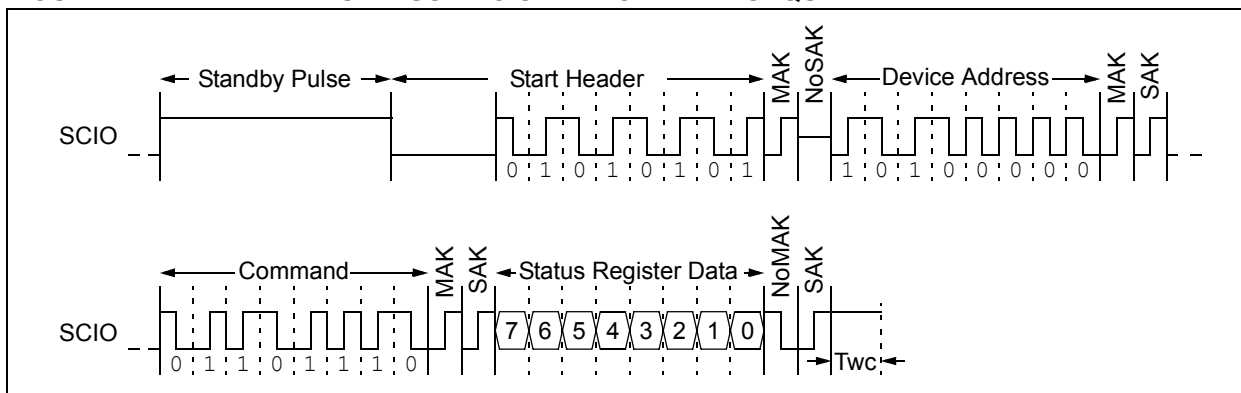 Standby Pulse Start Header MAK NoSAK Device Address MAK SAK
SCIO
0 1 0 1 0 1 0 1 1 0 1 0 0 0 0 0
Command MAK SAK Status Register Data NoMAK SAK
SCIO 7 6 5 4 3 2 1 0
Twc
0 1 1 0 1 1 1 0